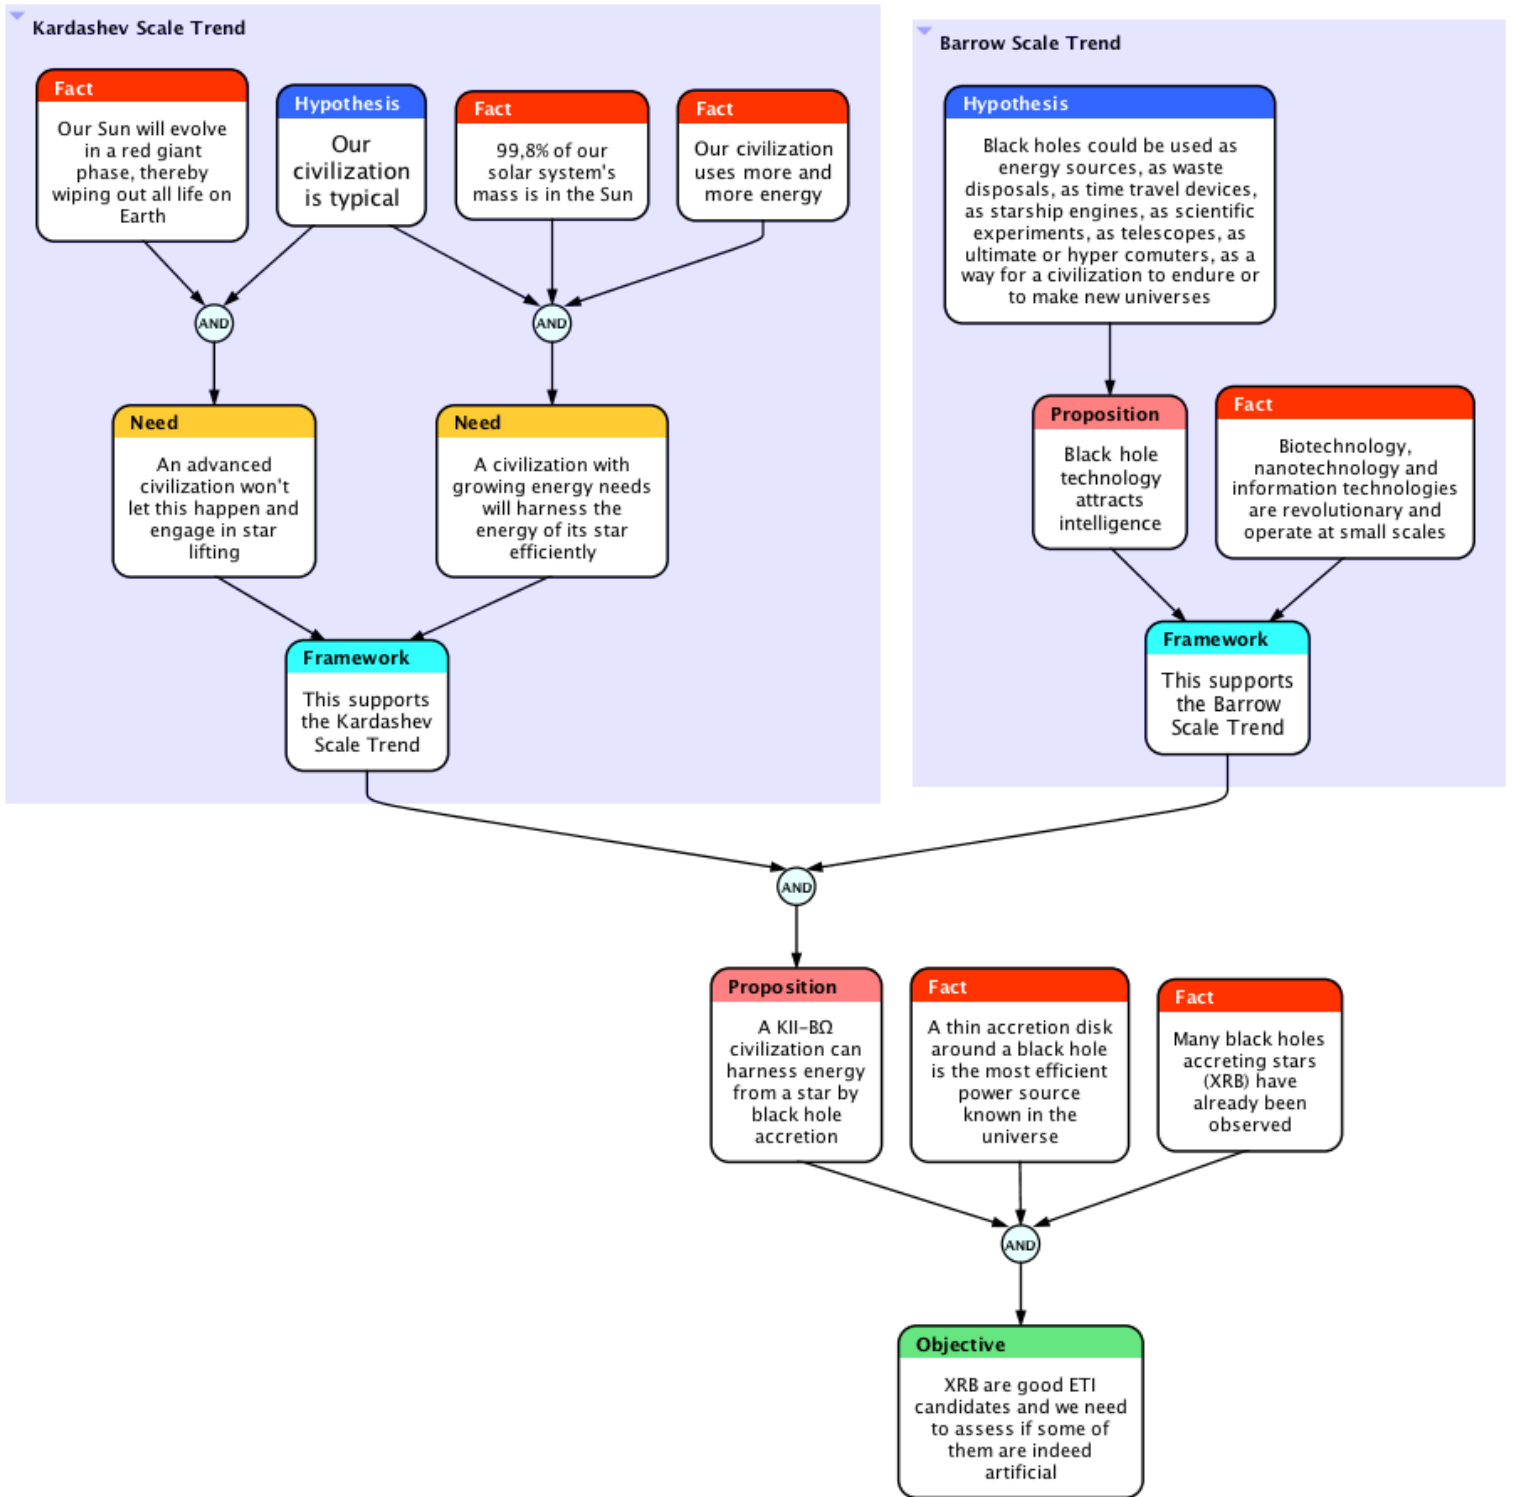 Kardashev Scale Trend
Fact
Our Sun will evolve
in a red giant
phase, thereby
wiping out all life on
Earth
Hypothesis
Our
civilization
is typical
Fact
99,8% of our
solar system's
mass is in the Sun
Fact
Our civilization
uses more and
more energy
AND
AND
Need
An advanced
civilization won't
let this happen and
engage in star
lifting
Need
A civilization with
growing energy needs
will harness the
energy of its star
efficiently
Framework
This supports
the Kardashev
Scale Trend
Barrow Scale Trend
Hypothesis
Black holes could be used as
energy sources, as waste
disposals, as time travel devices,
as starship engines, as scientific
experiments, as telescopes, as
ultimate or hyper comuters, as a
way for a civilization to endure or
to make new universes
Proposition
Black hole
technology
attracts
intelligence
Fact
Biotechnology,
nanotechnology and
information technologies
are revolutionary and
operate at small scales
Framework
This supports
the Barrow
Scale Trend
AND
Proposition
A KII-BΩ
civilization can
harness energy
from a star by
black hole
accretion
Fact
A thin accretion disk
around a black hole
is the most efficient
power source
known in the
universe
Fact
Many black holes
accreting stars
(XRB) have
already been
observed
AND
Objective
XRB are good ETI
candidates and we need
to assess if some of
them are indeed
artificial